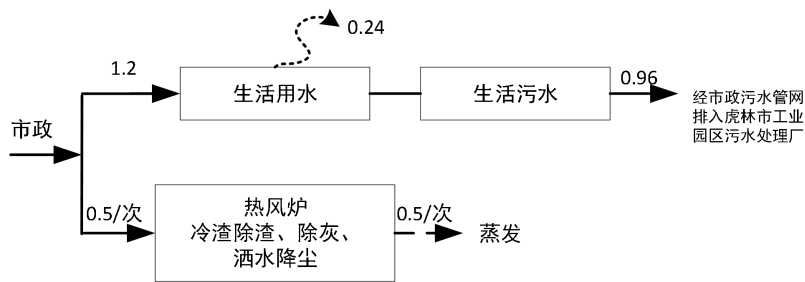 0.24
1.2
生活用水
生活污水
0.96
经市政污水管网
排入虎林市工业
园区污水处理厂
市政
0.5/次
热风炉
冷渣除渣、除灰、
洒水降尘
0.5/次
蒸发